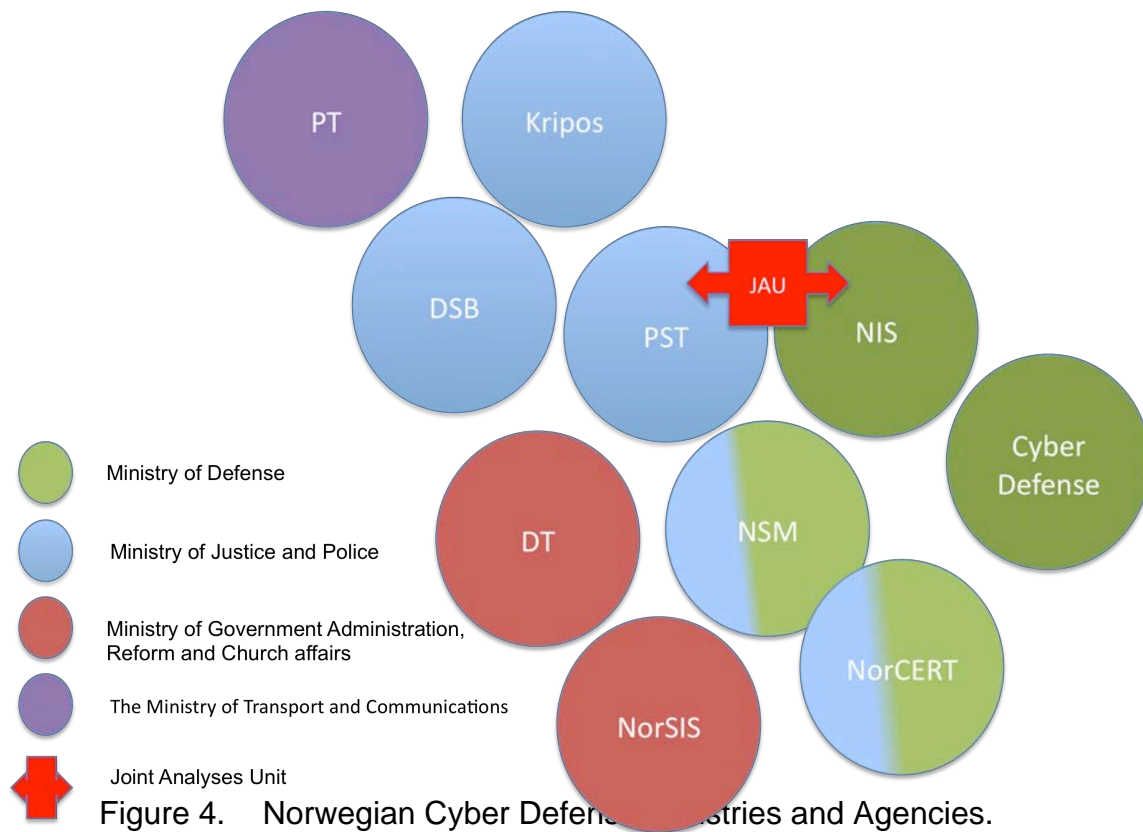 PT
Kripos
DSB
PST
JAU
NIS
Cyber
Defense
DT
NSM
NorCERT
NorSIS
Ministry of Defense
Ministry of Justice and Police
Ministry of Government Administration,
Reform and Church affairs
The Ministry of Transport and Communications
Joint Analyses Unit
Figure 4. Norwegian Cyber and Agencies.